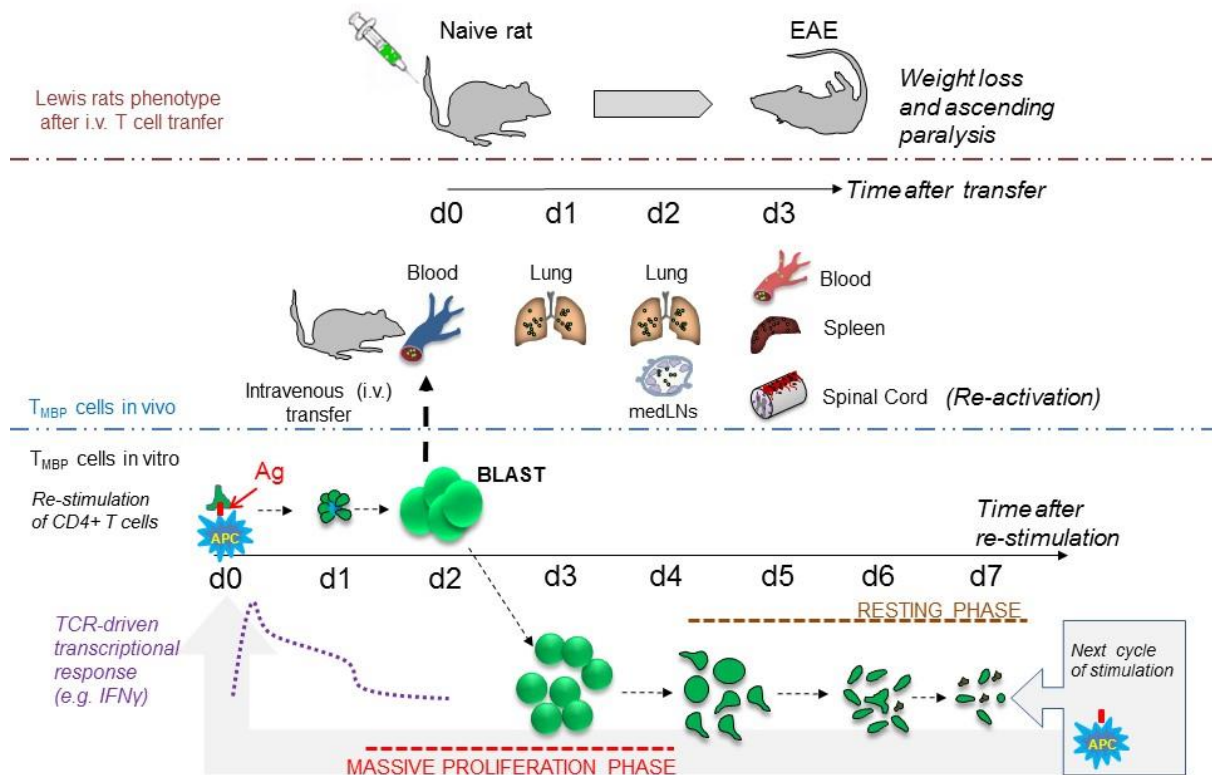 Naive rat
EAE
Lewis rats phenotype
after i.v. T cell tranfer
Weight loss
and ascending
paralysis
Time after transfer
d0 d1 d2 d3
Blood
Lung
Lung
Blood
Spleen
Intravenous (i.v.)
transfer
medLNs
Spinal Cord (Re-activation)
TMBP cells in vivo
TMBP cells in vitro
Re-stimulation
of CD4+ T cells
Ag
APC
BLAST
Time after
re-stimulation
d0 d1 d2 d3 d4 d5 d6 d7
TCR-driven
transcriptional
response
(e.g. IFNγ)
RESTING PHASE
Next cycle
of stimulation
APC
MASSIVE PROLIFERATION PHASE